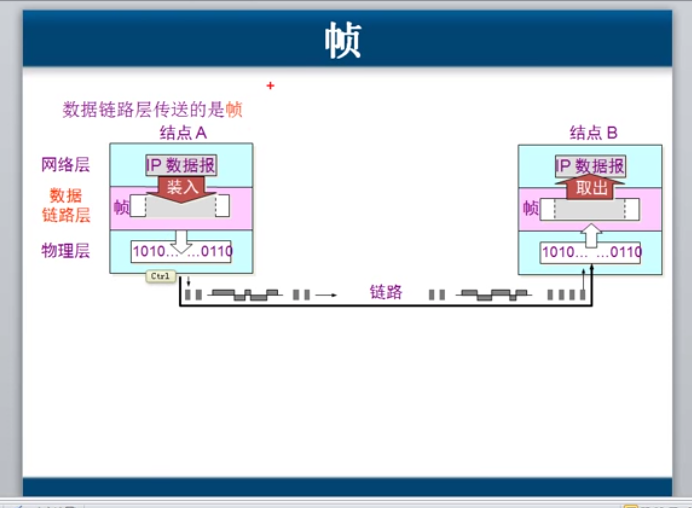 帧
数据链路层传送的是帧
结点 A
结点 B
网络层
IP 数据报
IP 数据报
装入
取出
数据
链路层
帧
帧
物理层
1010… …0110
1010… …0110
Ctrl
链路